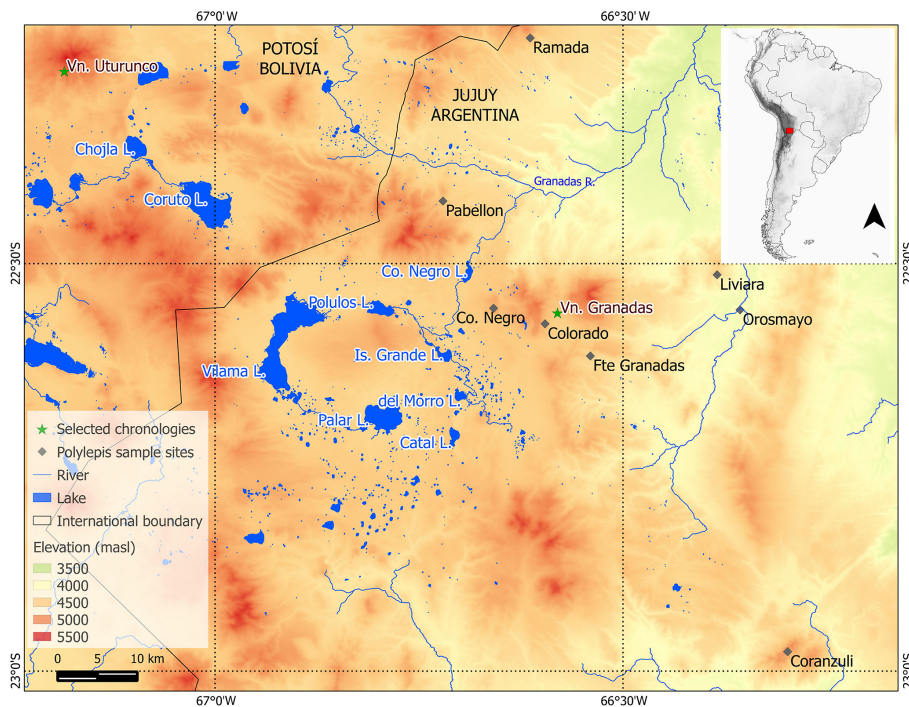 67°0'W
66°30'W
POTOSÍ
BOLIVIA
Ramada
Vn. Uturunco
JUJUY
ARGENTINA
Chojla L.
Granadas R.
Coruto L.
Pabellon
22°30'S
22°30'S
Co. Negro L.
Liviara
Polulos L.
Vn. Granadas
Co. Negro
Orosmayo
Colorado
Is. Grande L.
Fte Granadas
Vilama L.
del Morro L.
Palar L.
Catal L.
Selected chronologies
Polylepis sample sites
River
Lake
International boundary
Elevation (masl)
3500
4000
4500
5000
5500
0 5 10 km
Coranzuli
23°0'S
23°0'S
67°0'W
66°30'W